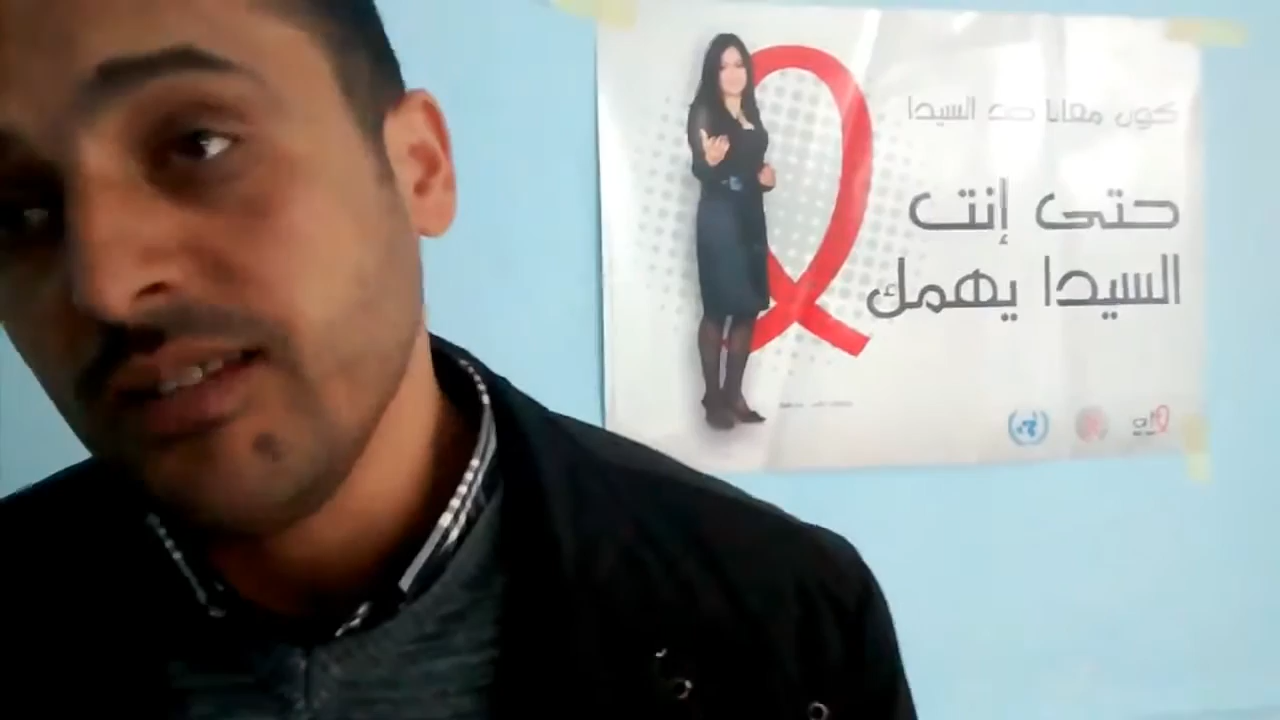 كون معانا ضد السيدا
حتى إنت
السيدا يهمك